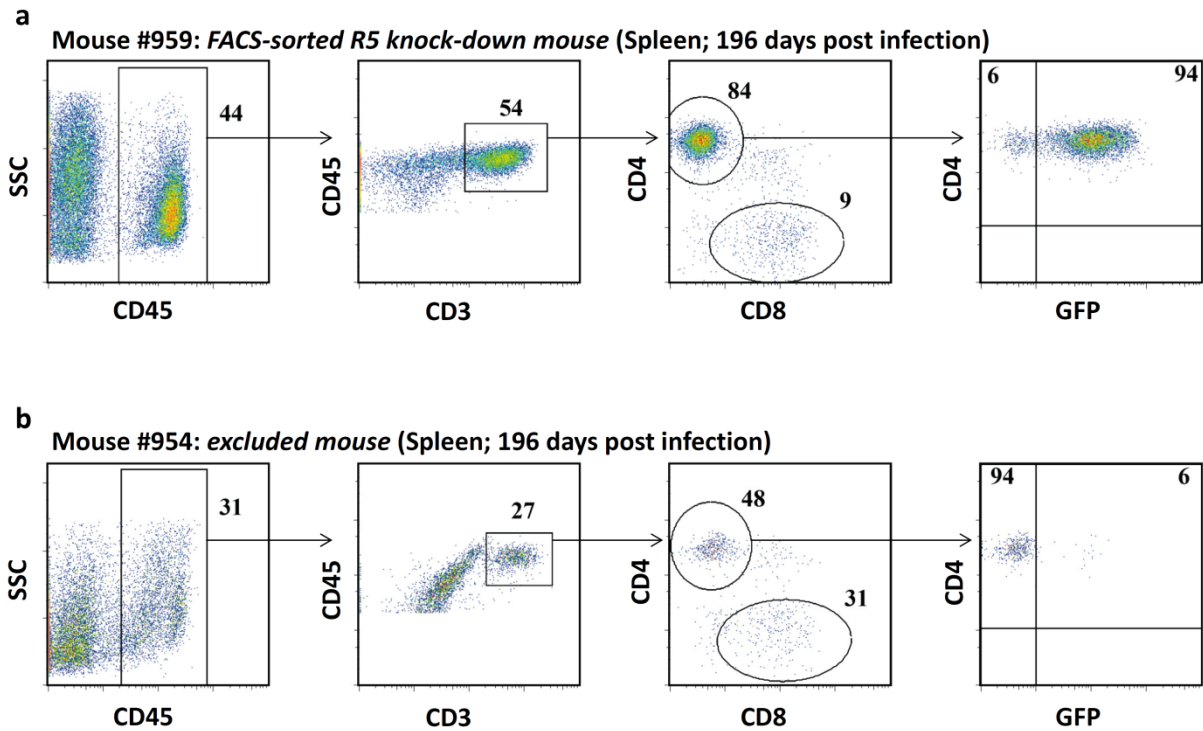 a
Mouse #959: FACS-sorted R5 knock-down mouse (Spleen; 196 days post infection)
44
SSC
CD45
54
CD45
CD3
84
9
CD4
CD8
6
94
CD4
GFP
b
Mouse #954: excluded mouse (Spleen; 196 days post infection)
31
SSC
CD45
27
CD45
CD3
48
31
CD4
CD8
94
6
CD4
GFP